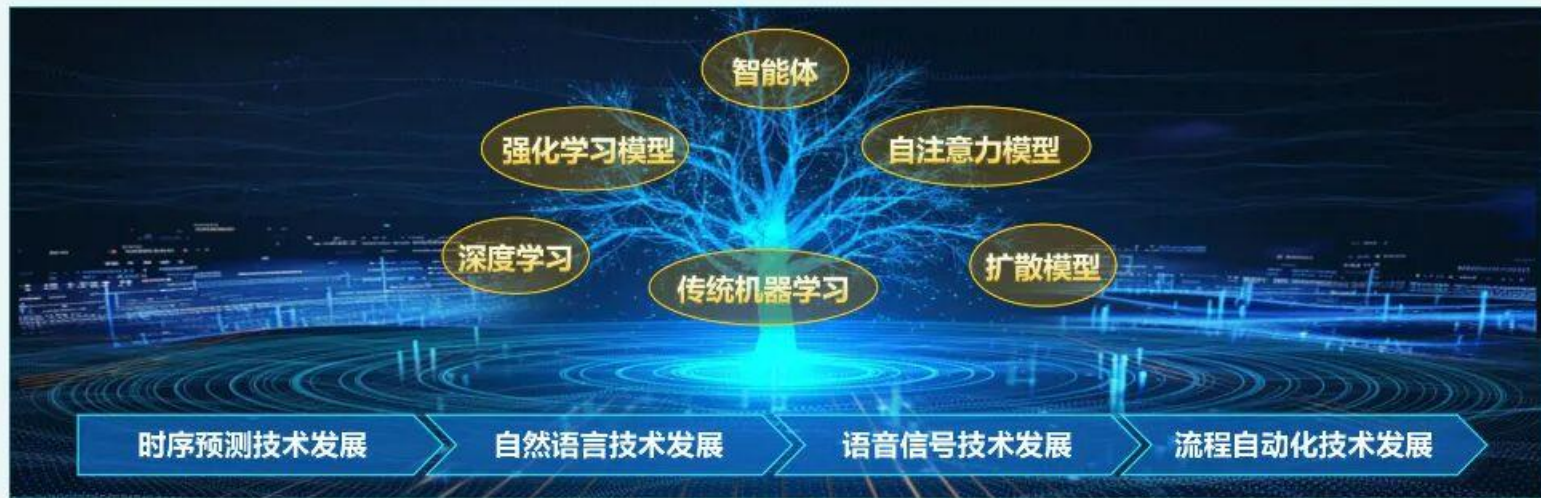 智能体
强化学习模型
自注意力模型
深度学习
传统机器学习
扩散模型
时序预测技术发展
自然语言技术发展
语音信号技术发展
流程自动化技术发展